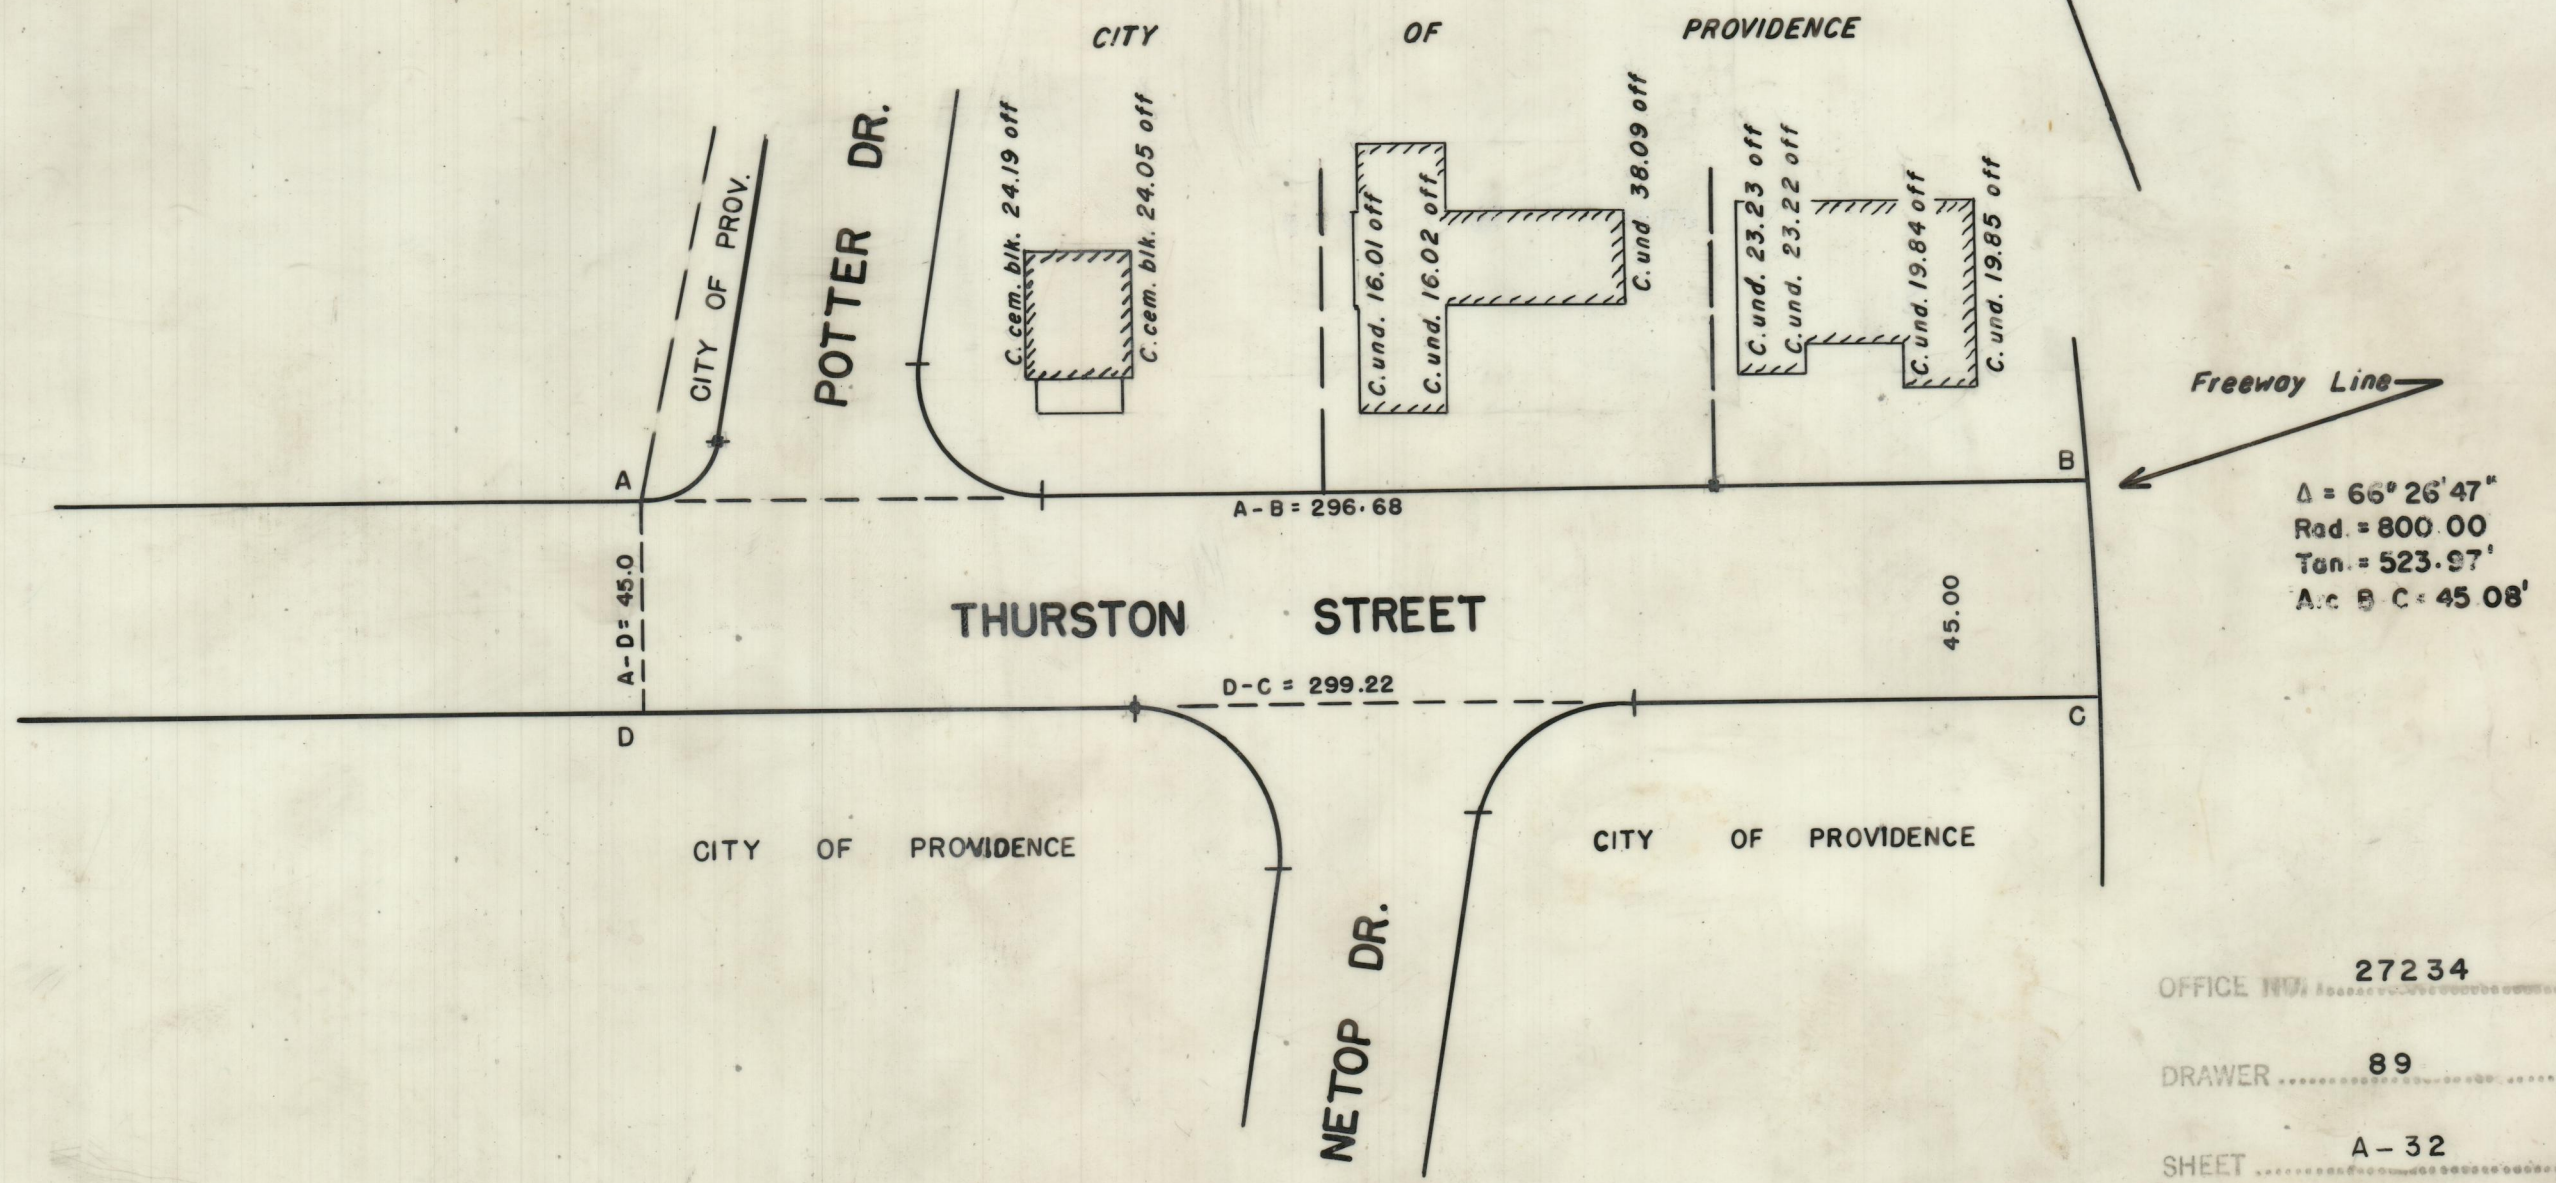 CITY OF PROVIDENCE
CITY OF PROV.
POTTER DR.
C. cem. blk. 24.19 off
C. cem. blk. 24.05 off
C. und. 16.01 off
C. und. 16.02 off
C. und 38.09 off
C. und. 23.23 off
C. und. 23.22 off
C. und. 19.84 off
C. und. 19.85 off
Freeway Line
A
B
A-B = 296.68
Δ = 66° 26' 47"
Rad. = 800.00
Tan. = 523.97'
Arc B C = 45.08'
A-D = 45.0
THURSTON STREET
45.00
D-C = 299.22
D
C
CITY OF PROVIDENCE
CITY OF PROVIDENCE
NETOP DR.
OFFICE NO. 27234
DRAWER 89
SHEET A-32